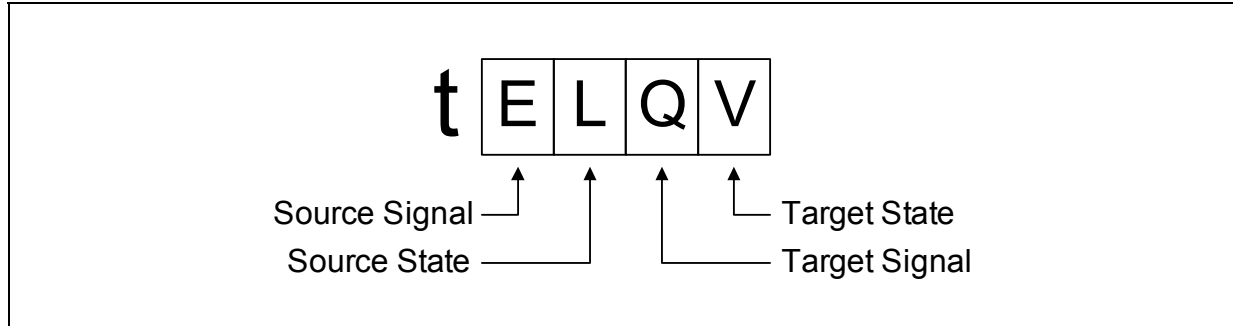 t E L Q V
Source Signal Target State
Source State Target Signal